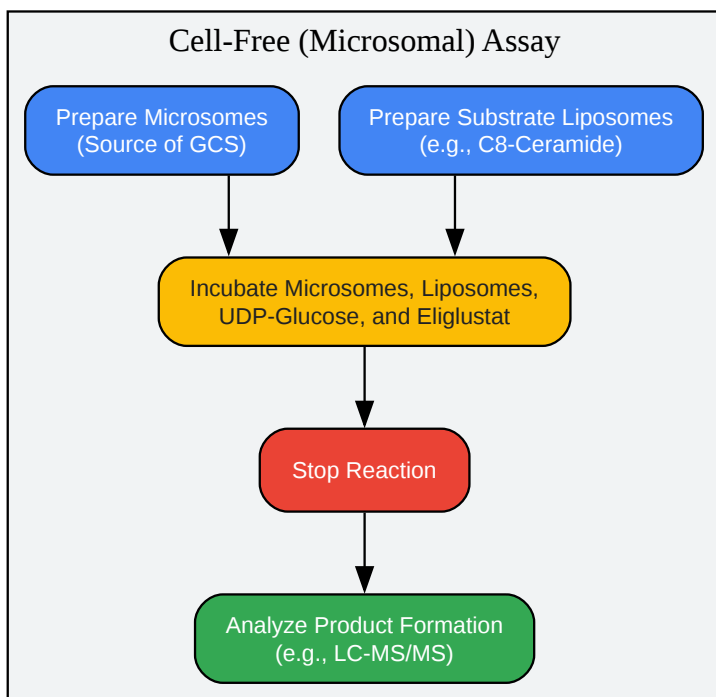 Cell-Free (Microsomal) Assay
Prepare Microsomes
(Source of GCS)
Prepare Substrate Liposomes
(e.g., C8-Ceramide)
Incubate Microsomes, Liposomes,
UDP-Glucose, and Eliglustat
Stop Reaction
Analyze Product Formation
(e.g., LC-MS/MS)